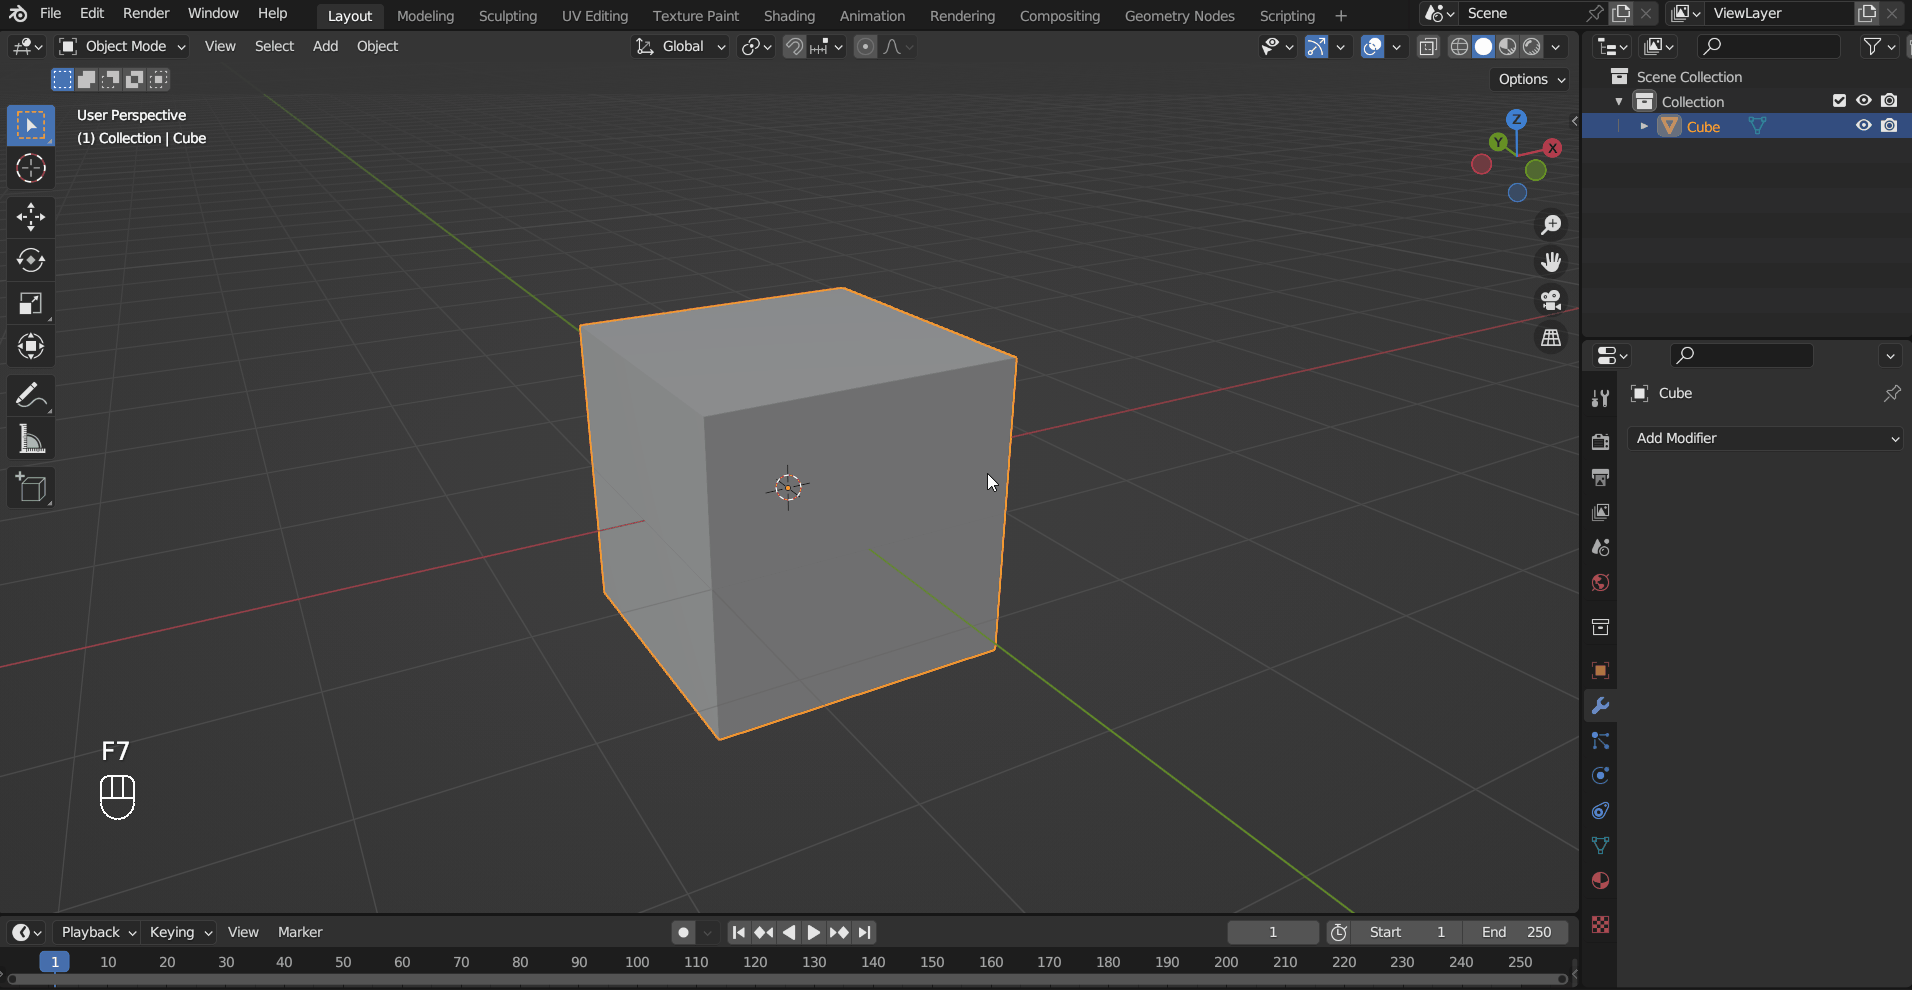 File Edit Render Window Help Layout Modeling Sculpting UV Editing Texture Paint Shading Animation Rendering Compositing Geometry Nodes Scripting + Scene ViewLayer
Object Mode View Select Add Object Global
Options
User Perspective
(1) Collection | Cube
Z
Y
X
Scene Collection
Collection
Cube
Cube
Add Modifier
F7
Playback Keying View Marker 1 Start 1 End 250
1 10 20 30 40 50 60 70 80 90 100 110 120 130 140 150 160 170 180 190 200 210 220 230 240 250